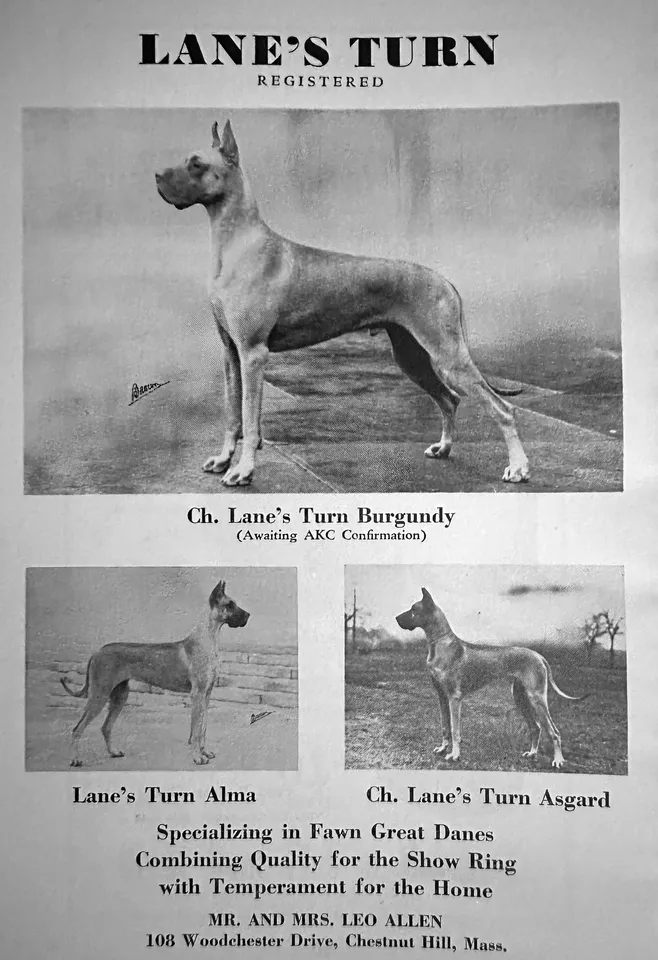 LANE'S TURN
REGISTERED
Ch. Lane's Turn Burgundy
(Awaiting AKC Confirmation)
Lane's Turn Alma
Ch. Lane's Turn Asgard
Specializing in Fawn Great Danes
Combining Quality for the Show Ring
with Temperament for the Home
MR. AND MRS. LEO ALLEN
108 Woodchester Drive, Chestnut Hill, Mass.